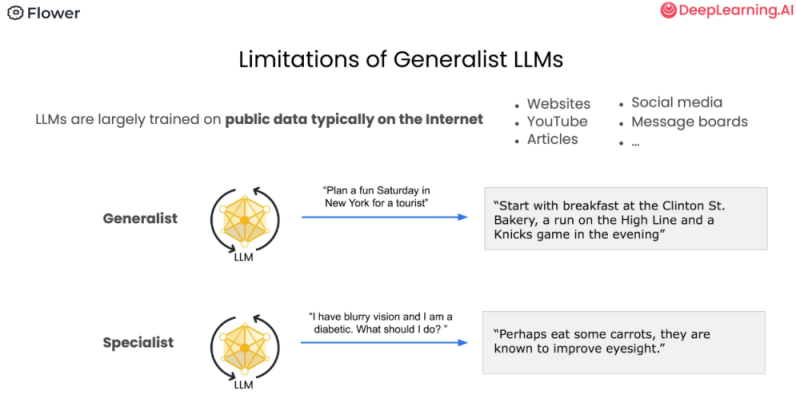 Flower
DeepLearning.AI
Limitations of Generalist LLMs
LLMs are largely trained on public data typically on the Internet
• Websites
• YouTube
• Articles
• Social media
• Message boards
• ...
Generalist
LLM
"Plan a fun Saturday in
New York for a tourist"
“Start with breakfast at the Clinton St.
Bakery, a run on the High Line and a
Knicks game in the evening”
Specialist
LLM
"I have blurry vision and I am a
diabetic. What should I do? "
“Perhaps eat some carrots, they are
known to improve eyesight.”